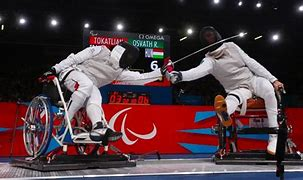 OMEGA
TOKATLIAN
OSVATH R.
6